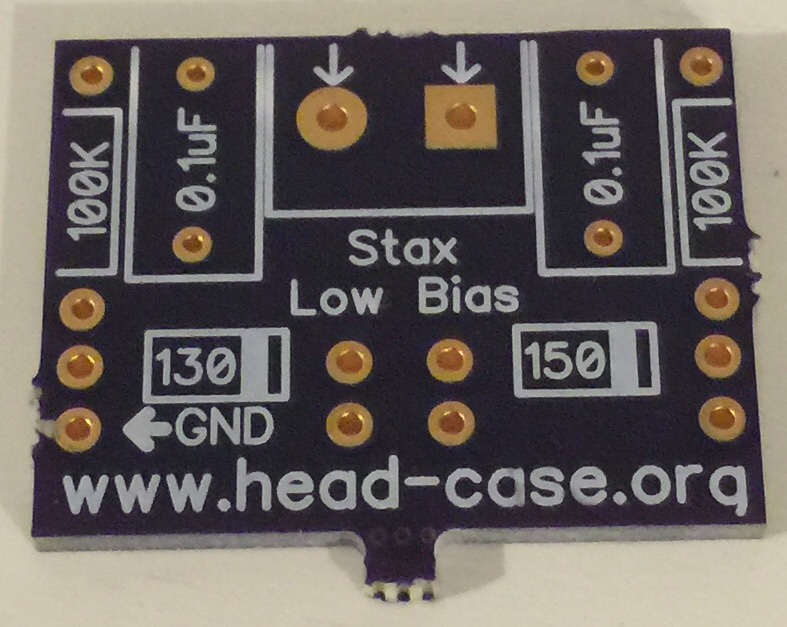 100K
0.1uF
0.1uF
100K
Stax
Low Bias
130
150
GND
www.head-case.org